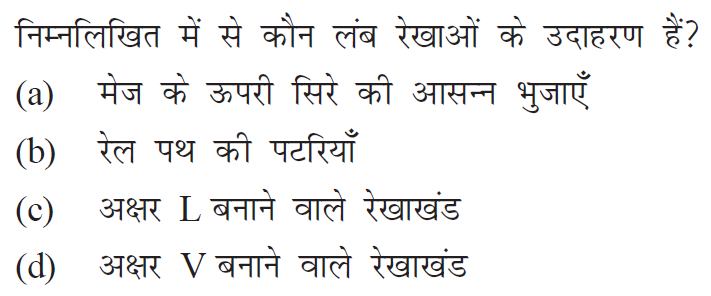 निम्नलिखित में से कौन लंब रेखाओं के उदाहरण हैं?
(a) मेज के ऊपरी सिरे की आसन्न भुजाएँ
(b) रेल पथ की पटरियाँ
(c) अक्षर L बनाने वाले रेखाखंड
(d) अक्षर V बनाने वाले रेखाखंड